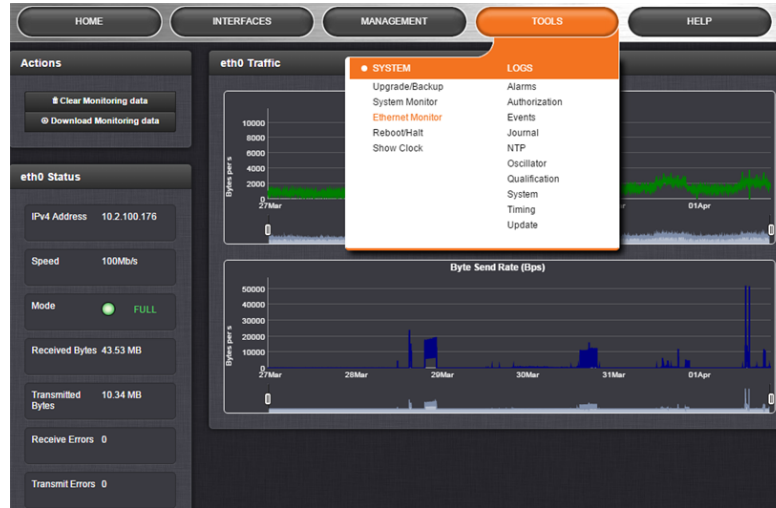 HOME
INTERFACES
MANAGEMENT
TOOLS
HELP
Actions
Clear Monitoring data
Download Monitoring data
eth0 Status
IPv4 Address 10.2.100.176
Speed 100Mb/s
Mode FULL
Received Bytes 43.53 MB
Transmitted 10.34 MB
Bytes
Receive Errors 0
Transmit Errors 0
eth0 Traffic
SYSTEM
Upgrade/Backup
System Monitor
Ethernet Monitor
Reboot/Halt
Show Clock
LOGS
Alarms
Authorization
Events
Journal
NTP
Oscillator
Qualification
System
Timing
Update
Bytes per s
10000
8000
6000
4000
2000
0
27Mar
01Apr
Byte Send Rate (Bps)
Bytes per s
50000
40000
30000
20000
10000
0
27Mar 28Mar 29Mar 30Mar 31Mar 01Apr